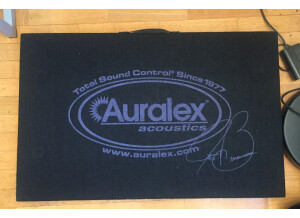 Total Sound Control® Since 1977
Auralex®
acoustics
www.auralex.com